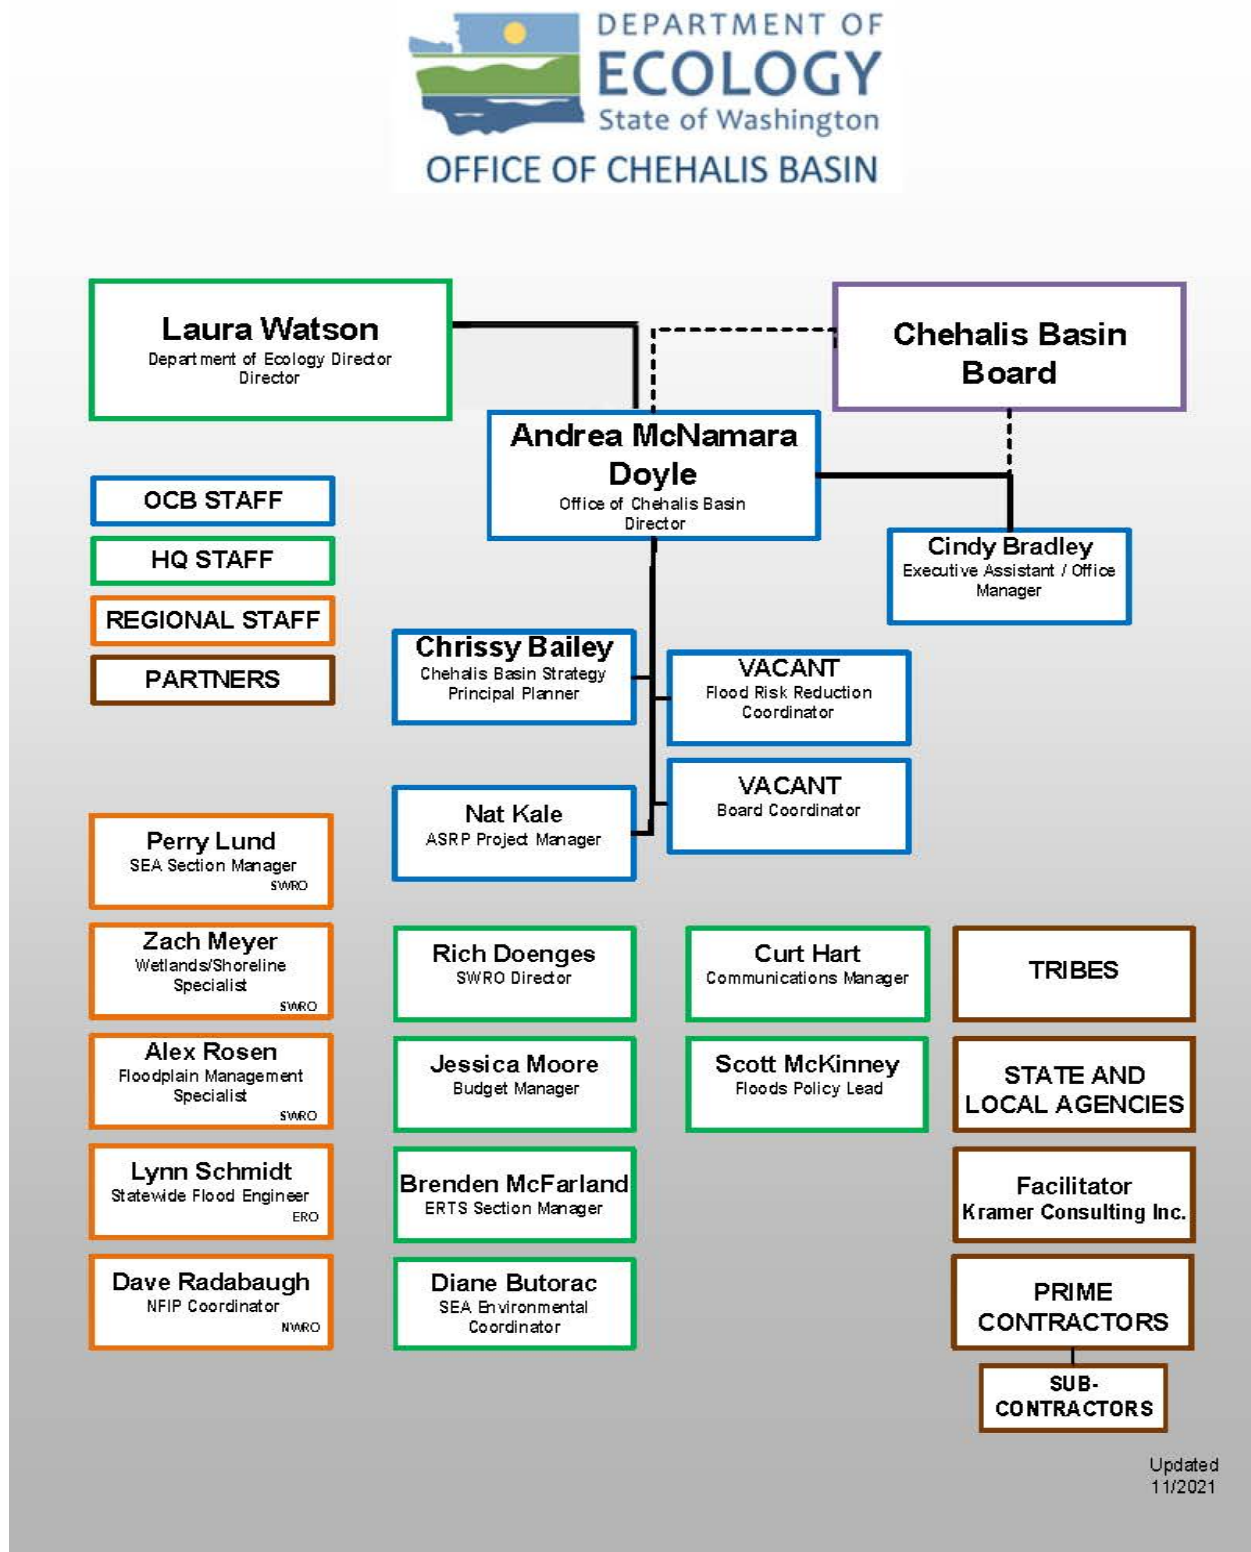 DEPARTMENT OF
ECOLOGY
State of Washington
OFFICE OF CHEHALIS BASIN
Laura Watson
Department of Ecology Director
Director
Chehalis Basin
Board
Andrea McNamara
Doyle
Office of Chehalis Basin
Director
Cindy Bradley
Executive Assistant / Office
Manager
OCB STAFF
HQ STAFF
REGIONAL STAFF
PARTNERS
Chrissy Bailey
Chehalis Basin Strategy
Principal Planner
VACANT
Flood Risk Reduction
Coordinator
Nat Kale
ASRP Project Manager
VACANT
Board Coordinator
Perry Lund
SEA Section Manager
SWRO
Zach Meyer
Wetlands/Shoreline
Specialist
SWRO
Alex Rosen
Floodplain Management
Specialist
SWRO
Lynn Schmidt
Statewide Flood Engineer
ERO
Dave Radabaugh
NFIP Coordinator
NWRO
Rich Doenges
SWRO Director
Jessica Moore
Budget Manager
Brenden McFarland
ERTS Section Manager
Diane Butorac
SEA Environmental
Coordinator
Curt Hart
Communications Manager
Scott McKinney
Floods Policy Lead
TRIBES
STATE AND
LOCAL AGENCIES
Facilitator
Kramer Consulting Inc.
PRIME
CONTRACTORS
SUB-
CONTRACTORS
Updated
11/2021